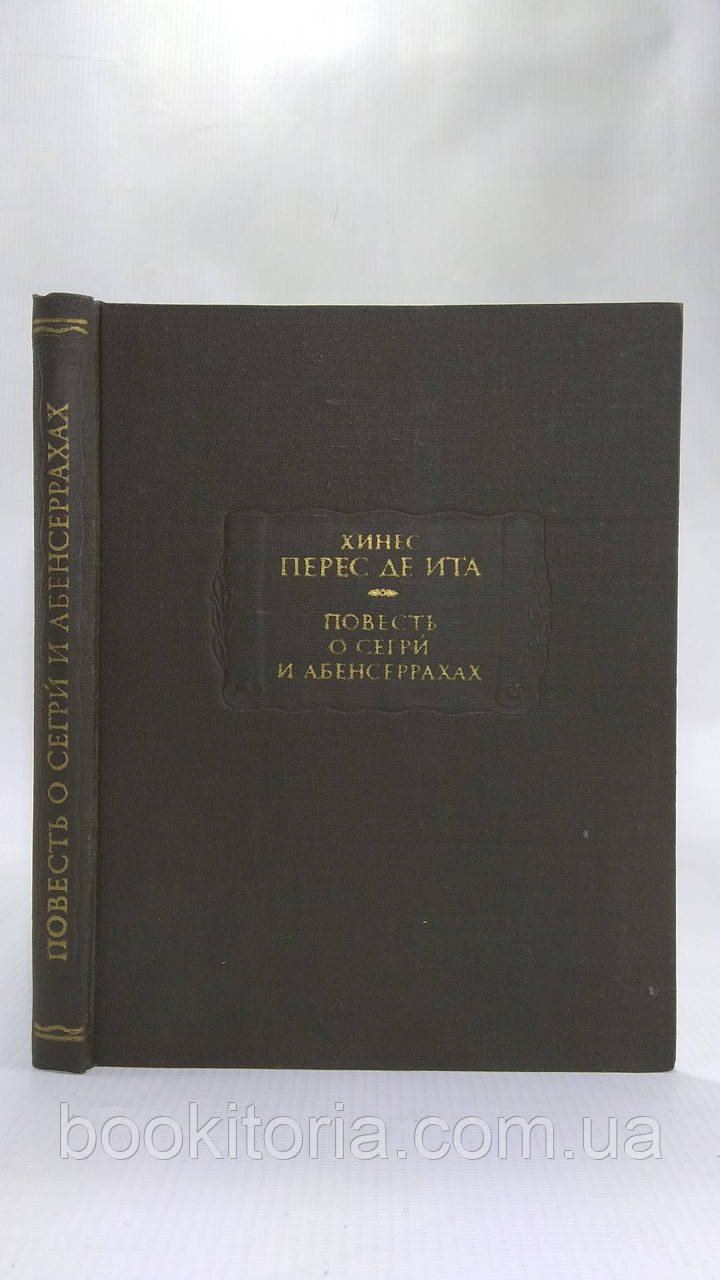 ПОВЕСТЬ О СЕГРИ́ И АБЕНСЕРРАХАХ
ХИНЕС
ПЕРЕС ДЕ ИТА
ПОВЕСТЬ
О СЕГРИ́
И АБЕНСЕРРАХАХ
bookitoria.com.ua